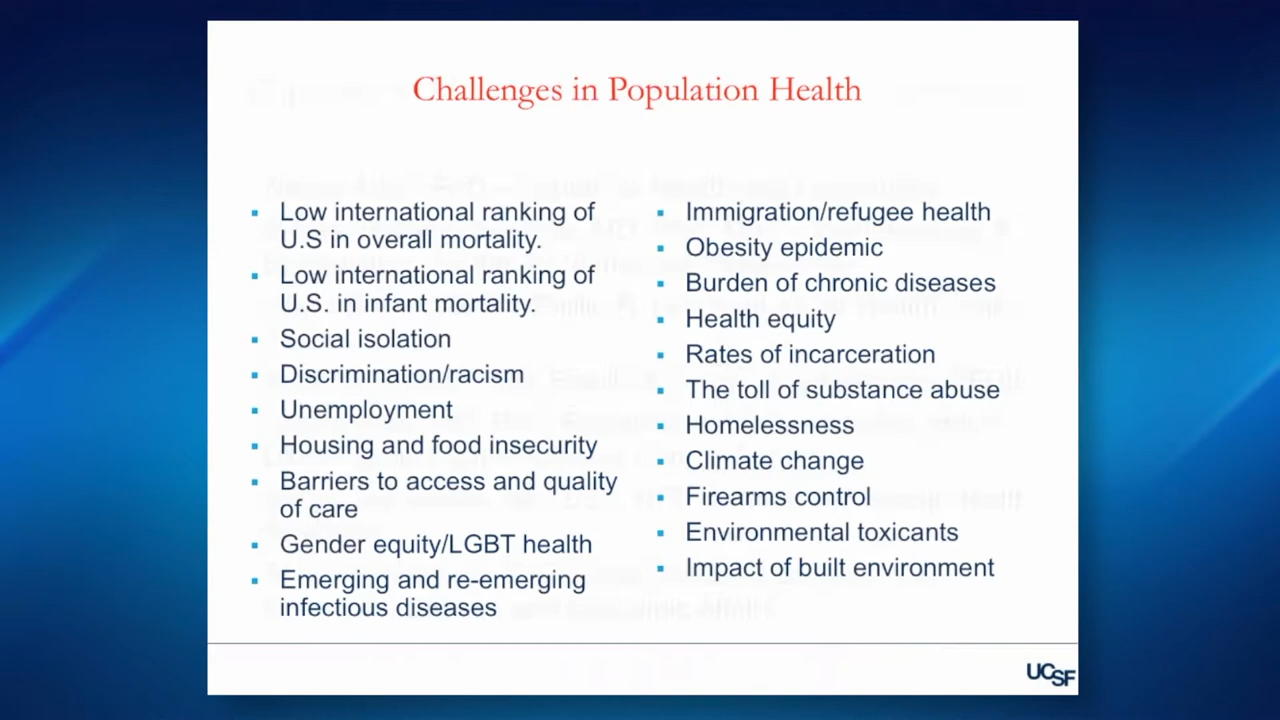 Challenges in Population Health
Low international ranking of
U.S in overall mortality.
Low international ranking of
U.S. in infant mortality.
Social isolation
Discrimination/racism
Unemployment
Housing and food insecurity
Barriers to access and quality
of care
Gender equity/LGBT health
Emerging and re-emerging
infectious diseases
Immigration/refugee health
Obesity epidemic
Burden of chronic diseases
Health equity
Rates of incarceration
The toll of substance abuse
Homelessness
Climate change
Firearms control
Environmental toxicants
Impact of built environment
UCSF